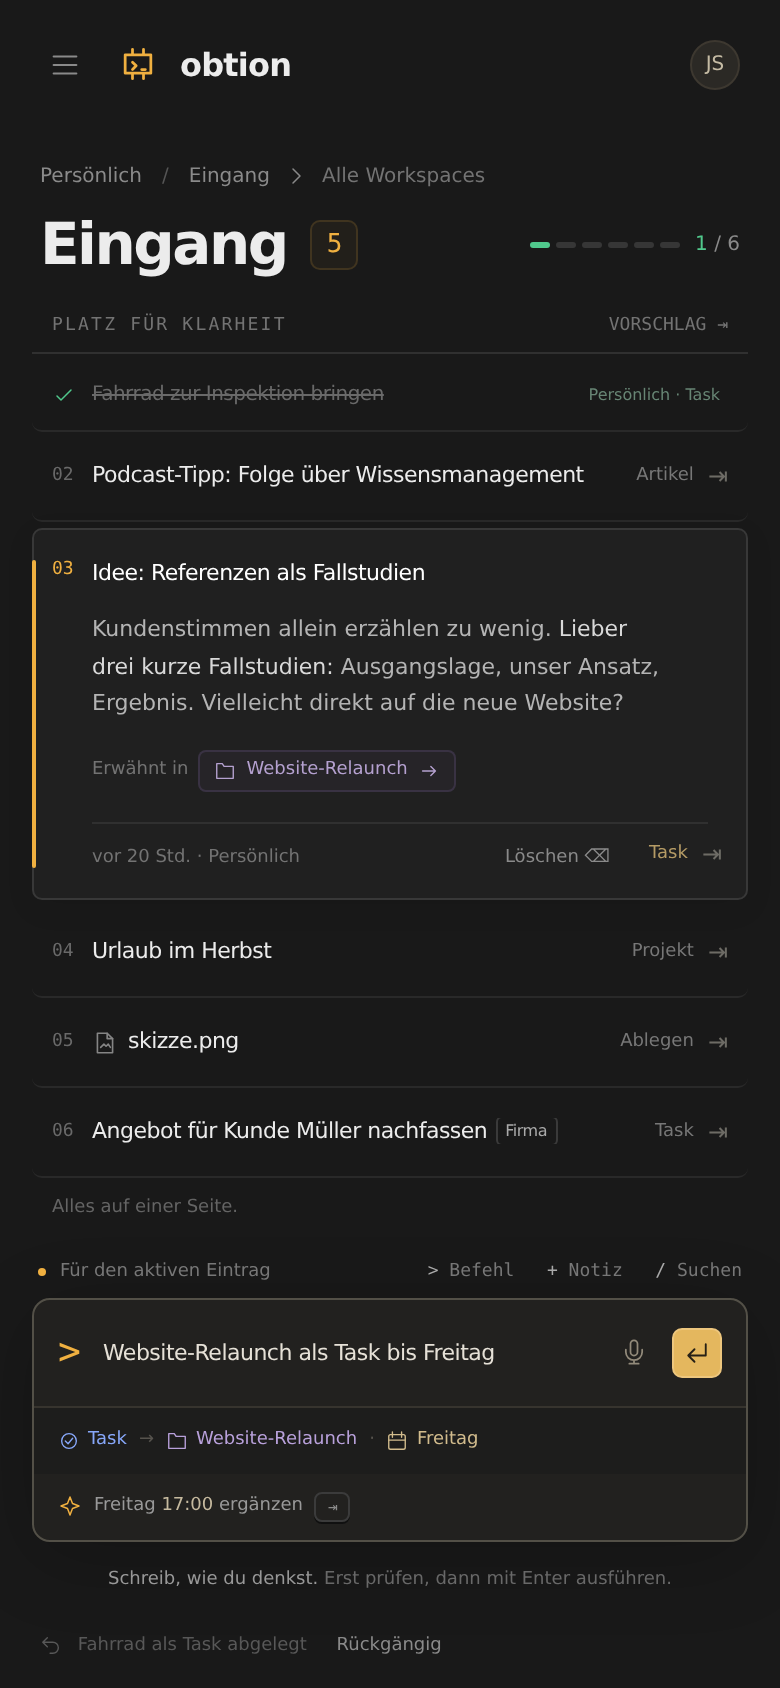 obtion
JS
Persönlich / Eingang > Alle Workspaces
Eingang 5
1 / 6
PLATZ FÜR KLARHEIT
VORSCHLAG ⇥
Fahrrad zur Inspektion bringen
Persönlich · Task
02 Podcast-Tipp: Folge über Wissensmanagement Artikel ⇥
03 Idee: Referenzen als Fallstudien
Kundenstimmen allein erzählen zu wenig. Lieber
drei kurze Fallstudien: Ausgangslage, unser Ansatz,
Ergebnis. Vielleicht direkt auf die neue Website?
Erwähnt in Website-Relaunch →
vor 20 Std. · Persönlich Löschen ⌫ Task ⇥
04 Urlaub im Herbst Projekt ⇥
05 skizze.png Ablegen ⇥
06 Angebot für Kunde Müller nachfassen Firma Task ⇥
Alles auf einer Seite.
Für den aktiven Eintrag > Befehl + Notiz / Suchen
> Website-Relaunch als Task bis Freitag
Task → Website-Relaunch · Freitag
Freitag 17:00 ergänzen ⇥
Schreib, wie du denkst. Erst prüfen, dann mit Enter ausführen.
Fahrrad als Task abgelegt Rückgängig